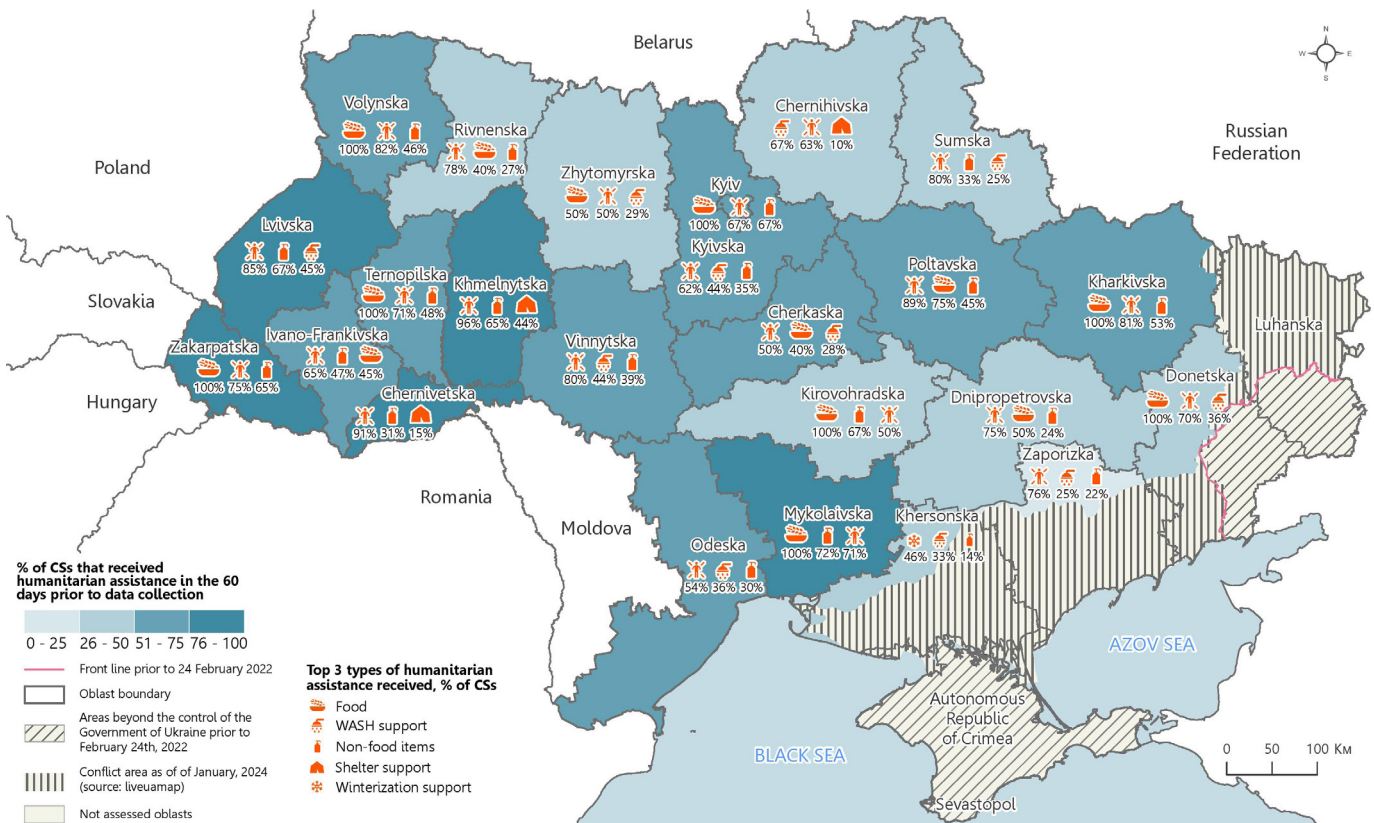 Belarus
N
W
E
S
Volynska
100% 82% 46%
Rivnenska
78% 40% 27%
Chernihivska
67% 63% 10%
Sumska
80% 33% 25%
Russian
Federation
Poland
Zhytomyrska
50% 50% 29%
Kyiv
100% 67% 67%
Lvivska
85% 67% 45%
Kyivska
62% 44% 35%
Ternopilska
100% 71% 48%
Khmelnytska
96% 65% 44%
Poltavska
89% 75% 45%
Kharkivska
100% 81% 53%
Slovakia
Cherkaska
50% 40% 28%
Luhanska
Ivano-Frankivska
65% 47% 45%
Vinnytska
80% 44% 39%
Zakarpatska
100% 75% 65%
Donetska
100% 70% 36%
Hungary
Chernivetska
91% 31% 15%
Kirovohradska
100% 67% 50%
Dnipropetrovska
75% 50% 24%
Zaporizka
76% 25% 22%
Romania
Moldova
Mykolaivska
100% 72% 71%
Khersonska
46% 33% 14%
Odeska
54% 36% 30%
AZOV SEA
Autonomous
Republic
of Crimea
BLACK SEA
Sevastopol
0 50 100 Км
% of CSs that received
humanitarian assistance in the 60
days prior to data collection
0 - 25 26 - 50 51 - 75 76 - 100
Front line prior to 24 February 2022
Oblast boundary
Areas beyond the control of the
Government of Ukraine prior to
February 24th, 2022
Conflict area as of of January, 2024
(source: liveuamap)
Not assessed oblasts
Top 3 types of humanitarian
assistance received, % of CSs
Food
WASH support
Non-food items
Shelter support
Winterization support